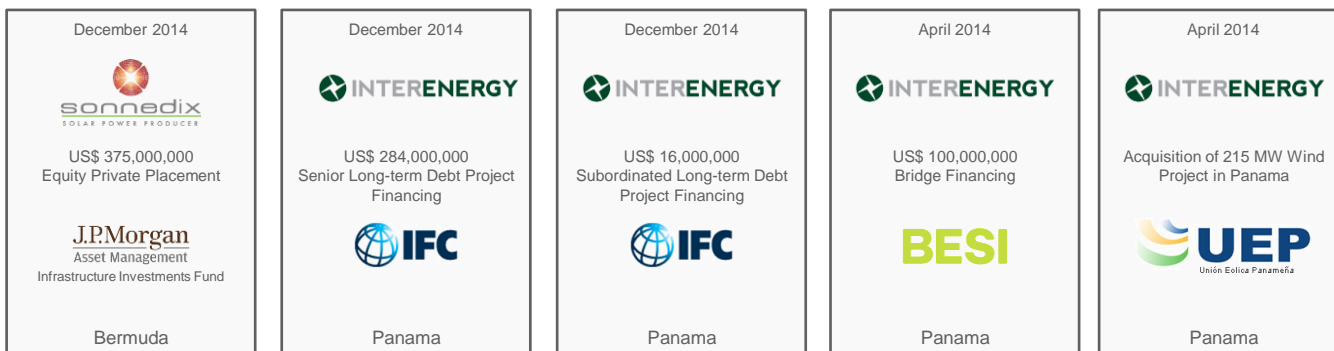 December 2014
sonnedix
SOLAR POWER PRODUCER
US$ 375,000,000
Equity Private Placement
J.P.Morgan
Asset Management
Infrastructure Investments Fund
Bermuda
December 2014
INTERENERGY
US$ 284,000,000
Senior Long-term Debt Project
Financing
IFC
Panama
December 2014
INTERENERGY
US$ 16,000,000
Subordinated Long-term Debt
Project Financing
IFC
Panama
April 2014
INTERENERGY
US$ 100,000,000
Bridge Financing
BESI
Panama
April 2014
INTERENERGY
Acquisition of 215 MW Wind
Project in Panama
UEP
Unión Eolica Panameña
Panama